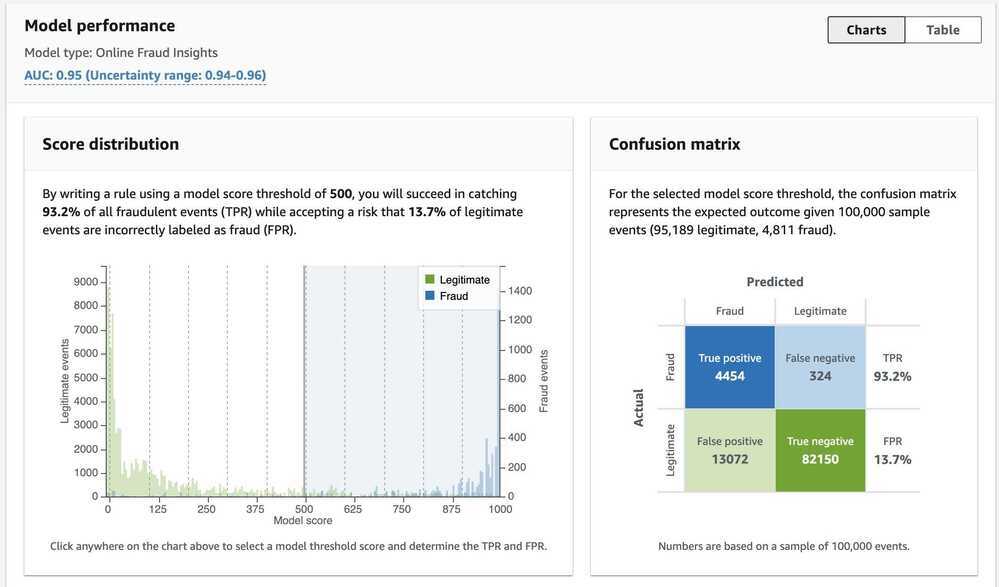 Model performance
Charts
Table
Model type: Online Fraud Insights
AUC: 0.95 (Uncertainty range: 0.94-0.96)
Score distribution
By writing a rule using a model score threshold of 500, you will succeed in catching
93.2% of all fraudulent events (TPR) while accepting a risk that 13.7% of legitimate
events are incorrectly labeled as fraud (FPR).
Legitimate
Fraud
Legitimate events
9000
8000
7000
6000
5000
4000
3000
2000
1000
0
Fraud events
1400
1200
1000
800
600
400
200
0
0 125 250 375 500 625 750 875 1000
Model score
Click anywhere on the chart above to select a model threshold score and determine the TPR and FPR.
Confusion matrix
For the selected model score threshold, the confusion matrix
represents the expected outcome given 100,000 sample
events (95,189 legitimate, 4,811 fraud).
Predicted
Fraud Legitimate
Actual
Fraud
True positive
4454
False negative
324
TPR
93.2%
Legitimate
False positive
13072
True negative
82150
FPR
13.7%
Numbers are based on a sample of 100,000 events.